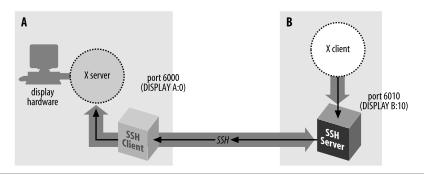 A
X server
display
hardware
port 6000
(DISPLAY A:0)
SSH
Client
SSH
B
X client
port 6010
(DISPLAY B:10)
SSH
Server